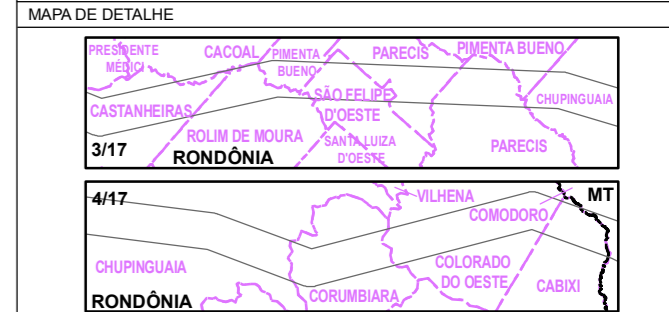 MAPA DE DETALHE
PRESIDENTE
MÉDICI
CACOAL
PIMENTA
BUENO
PARECIS
PIMENTA BUENO
CASTANHEIRAS
SÃO FELIPE
D'OESTE
CHUPINGUAIA
ROLIM DE MOURA
SANTA LUIZA
D'OESTE
PARECIS
3/17
RONDÔNIA
4/17
VILHENA
MT
COMODORO
CHUPINGUAIA
COLORADO
DO OESTE
CABIXI
CORUMBIARA
RONDÔNIA